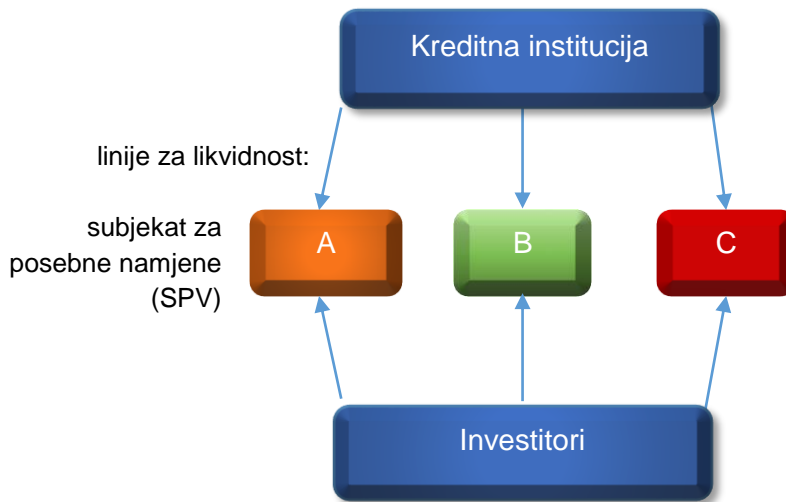 Kreditna institucija
linije za likvidnost:
subjekat za
posebne namjene
(SPV)
A
B
C
Investitori